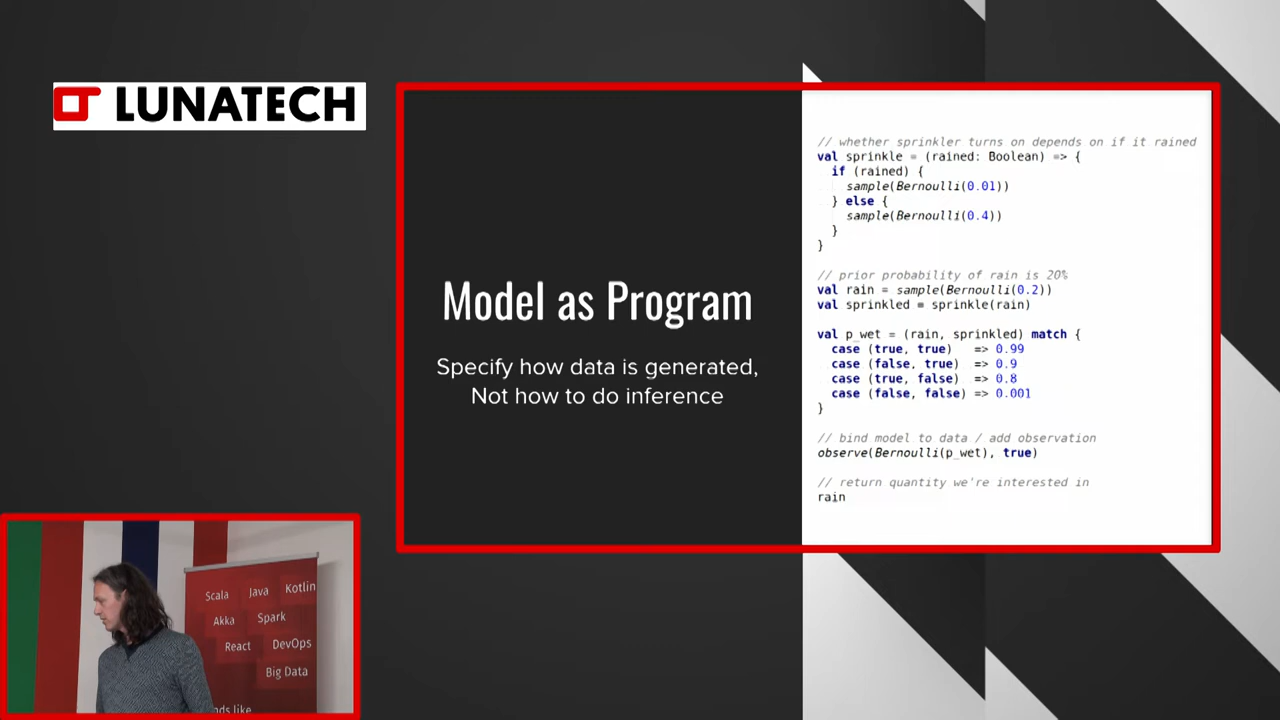 LUNATECH
Model as Program
Specify how data is generated,
Not how to do inference
// whether sprinkler turns on depends on if it rained
val sprinkle = (rained: Boolean) => {
  if (rained) {
    sample(Bernoulli(0.01))
  } else {
    sample(Bernoulli(0.4))
  }
}
// prior probability of rain is 20%
val rain = sample(Bernoulli(0.2))
val sprinkled = sprinkle(rain)
val p_wet = (rain, sprinkled) match {
  case (true, true)   => 0.99
  case (false, true)  => 0.9
  case (true, false)  => 0.8
  case (false, false) => 0.001
}
// bind model to data / add observation
observe(Bernoulli(p_wet), true)
// return quantity we're interested in
rain
Scala Java Kotlin
Akka Spark
React DevOps
Big Data
like